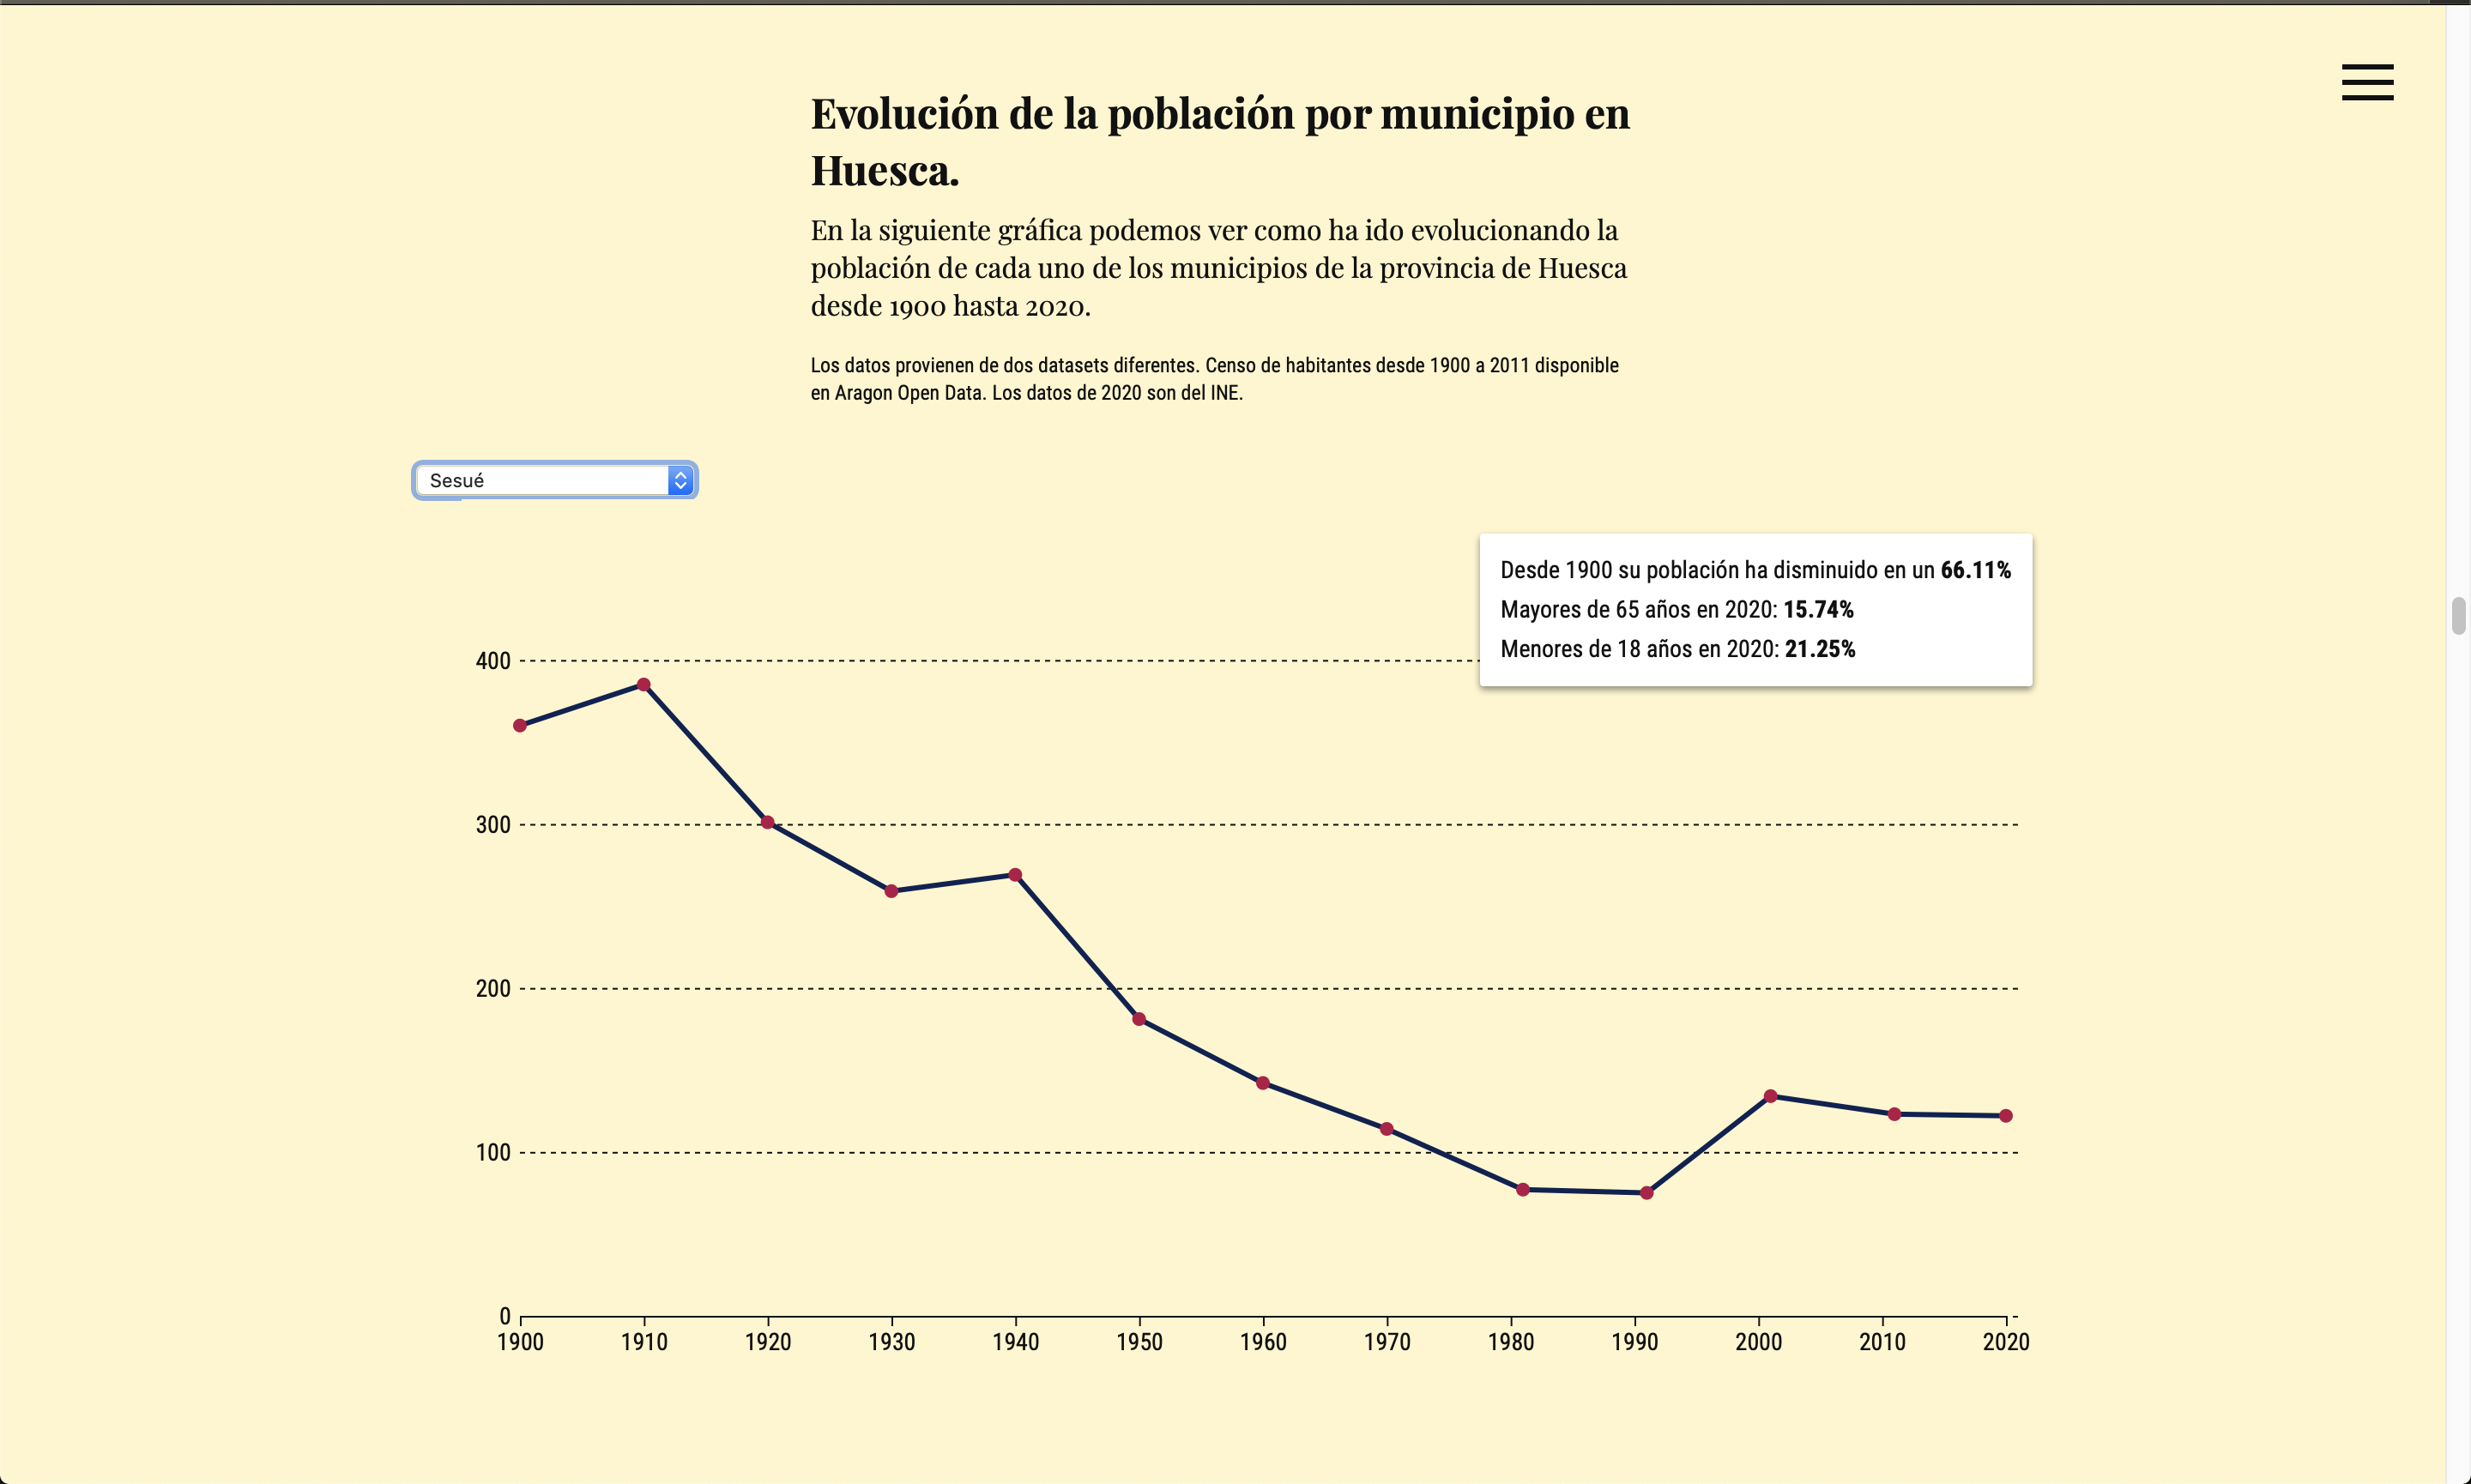 Evolución de la población por municipio en
Huesca.
En la siguiente gráfica podemos ver como ha ido evolucionando la
población de cada uno de los municipios de la provincia de Huesca
desde 1900 hasta 2020.
Los datos provienen de dos datasets diferentes. Censo de habitantes desde 1900 a 2011 disponible
en Aragon Open Data. Los datos de 2020 son del INE.
Sesué
Desde 1900 su población ha disminuido en un 66.11%
Mayores de 65 años en 2020: 15.74%
Menores de 18 años en 2020: 21.25%
400
300
200
100
0
1900 1910 1920 1930 1940 1950 1960 1970 1980 1990 2000 2010 2020